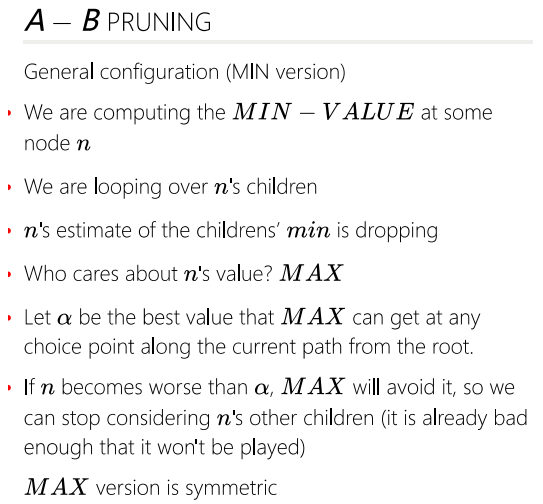 A – B PRUNING
General configuration (MIN version)
We are computing the MIN – VALUE at some
node n
We are looping over n's children
n's estimate of the childrens’ min is dropping
Who cares about n's value? MAX
Let α be the best value that MAX can get at any
choice point along the current path from the root.
If n becomes worse than α, MAX will avoid it, so we
can stop considering n's other children (it is already bad
enough that it won't be played)
MAX version is symmetric